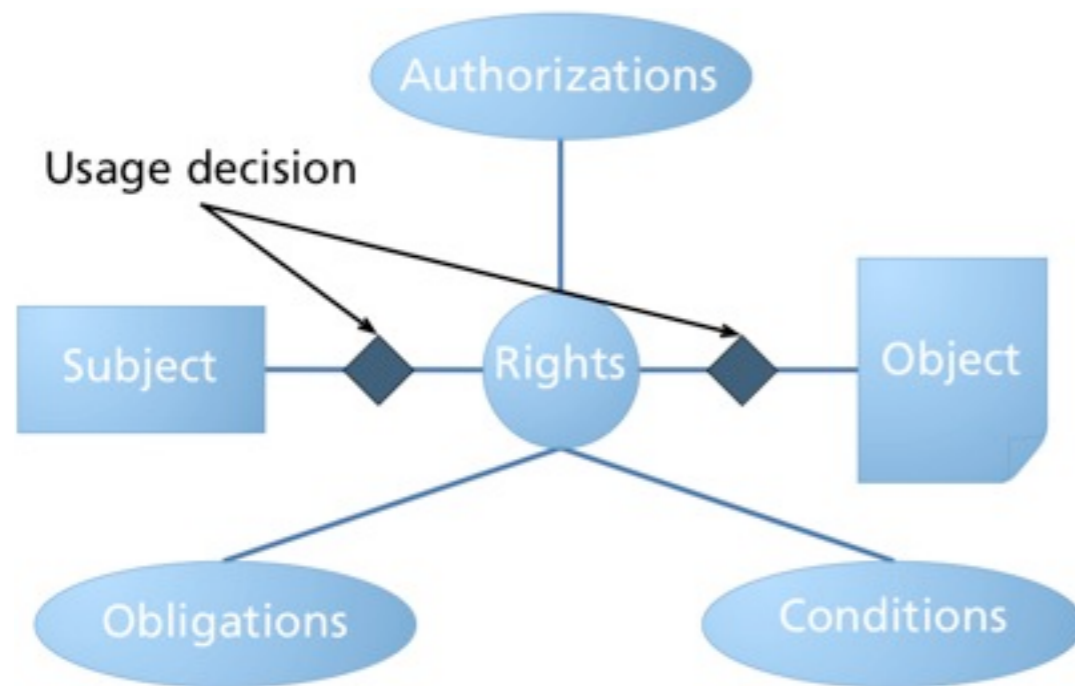 Authorizations
Usage decision
Subject
Rights
Object
Obligations
Conditions